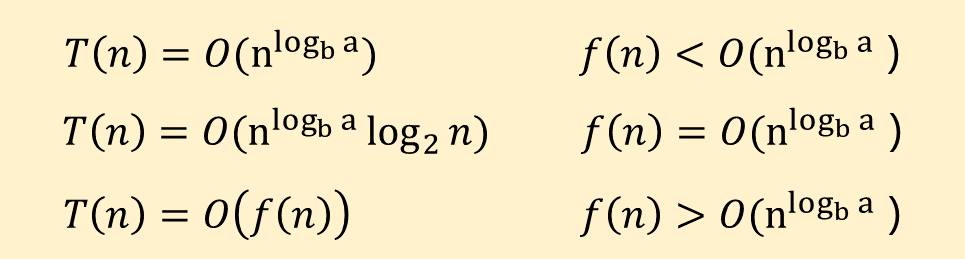 T(n) = O(n^{log_b a})    f(n) < O(n^{log_b a} )
T(n) = O(n^{log_b a} log_2 n)    f(n) = O(n^{log_b a} )
T(n) = O(f(n))    f(n) > O(n^{log_b a} )